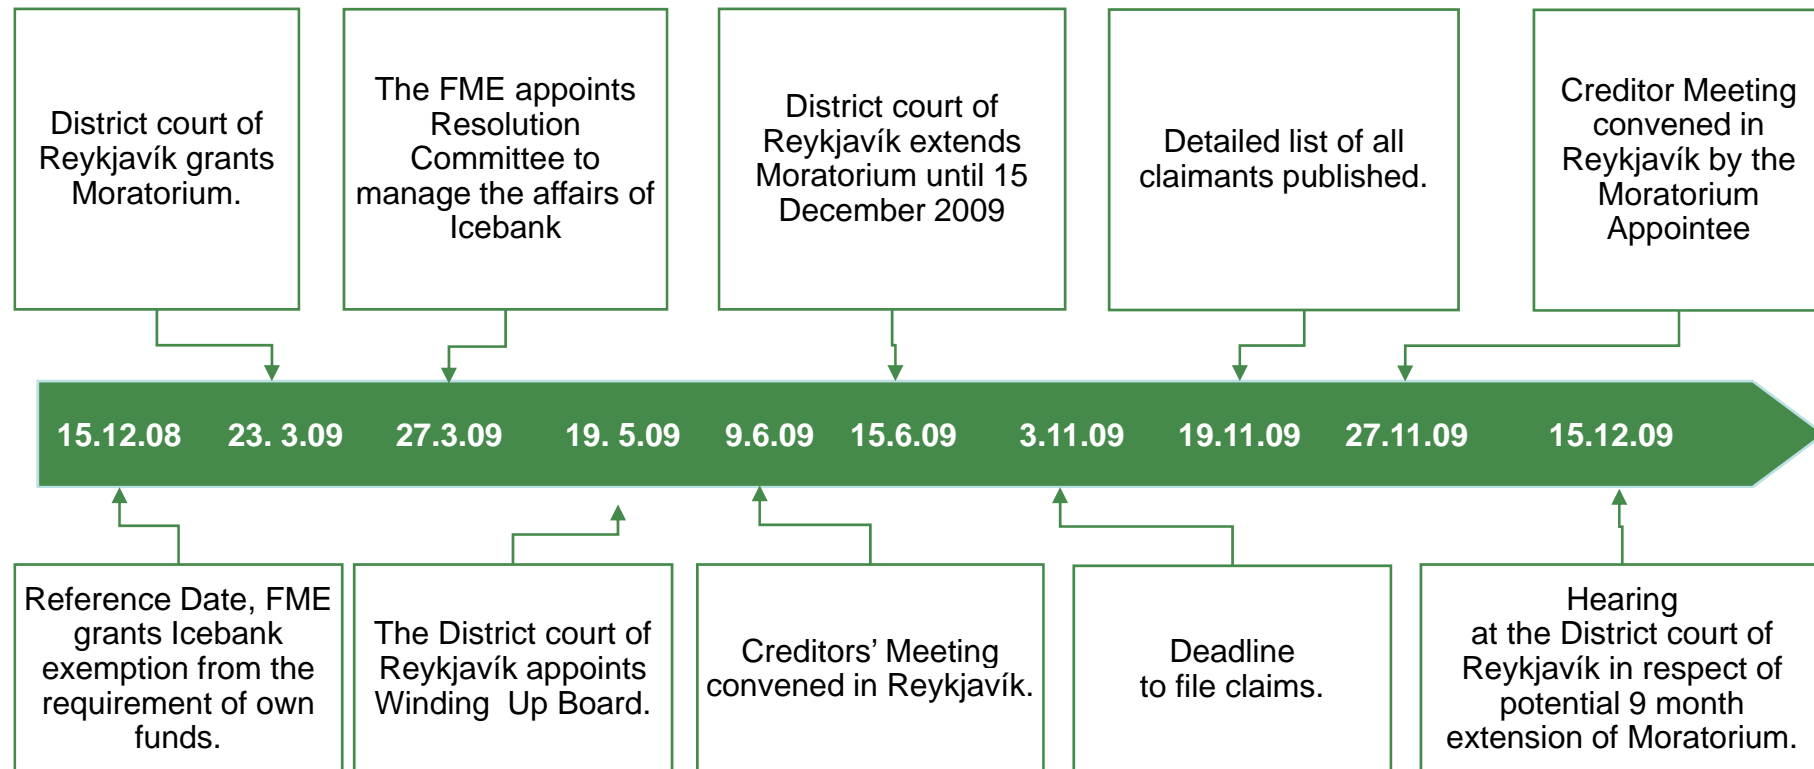 District court of
Reykjavík grants
Moratorium.
The FME appoints
Resolution
Committee to
manage the affairs of
Icebank
District court of
Reykjavík extends
Moratorium until 15
December 2009
Detailed list of all
claimants published.
Creditor Meeting
convened in
Reykjavík by the
Moratorium
Appointee
15.12.08 23. 3.09 27.3.09 19. 5.09 9.6.09 15.6.09 3.11.09 19.11.09 27.11.09 15.12.09
Reference Date, FME
grants Icebank
exemption from the
requirement of own
funds.
The District court of
Reykjavík appoints
Winding  Up Board.
Creditors’ Meeting
convened in Reykjavík.
Deadline
to file claims.
Hearing
at the District court of
Reykjavík in respect of
potential 9 month
extension of Moratorium.